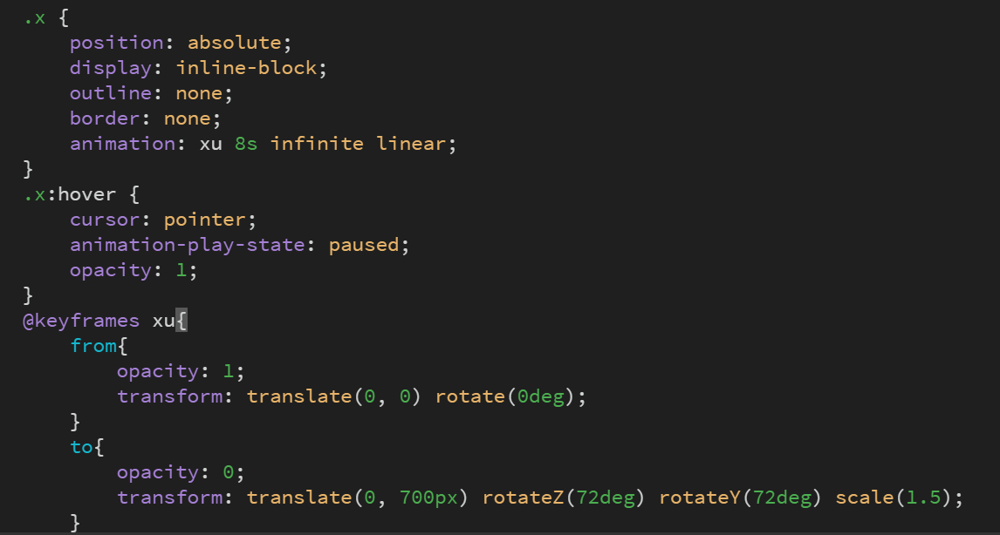 .x {
    position: absolute;
    display: inline-block;
    outline: none;
    border: none;
    animation: xu 8s infinite linear;
}
.x:hover {
    cursor: pointer;
    animation-play-state: paused;
    opacity: 1;
}
@keyframes xu{
    from{
        opacity: 1;
        transform: translate(0, 0) rotate(0deg);
    }
    to{
        opacity: 0;
        transform: translate(0, 700px) rotateZ(72deg) rotateY(72deg) scale(1.5);
    }